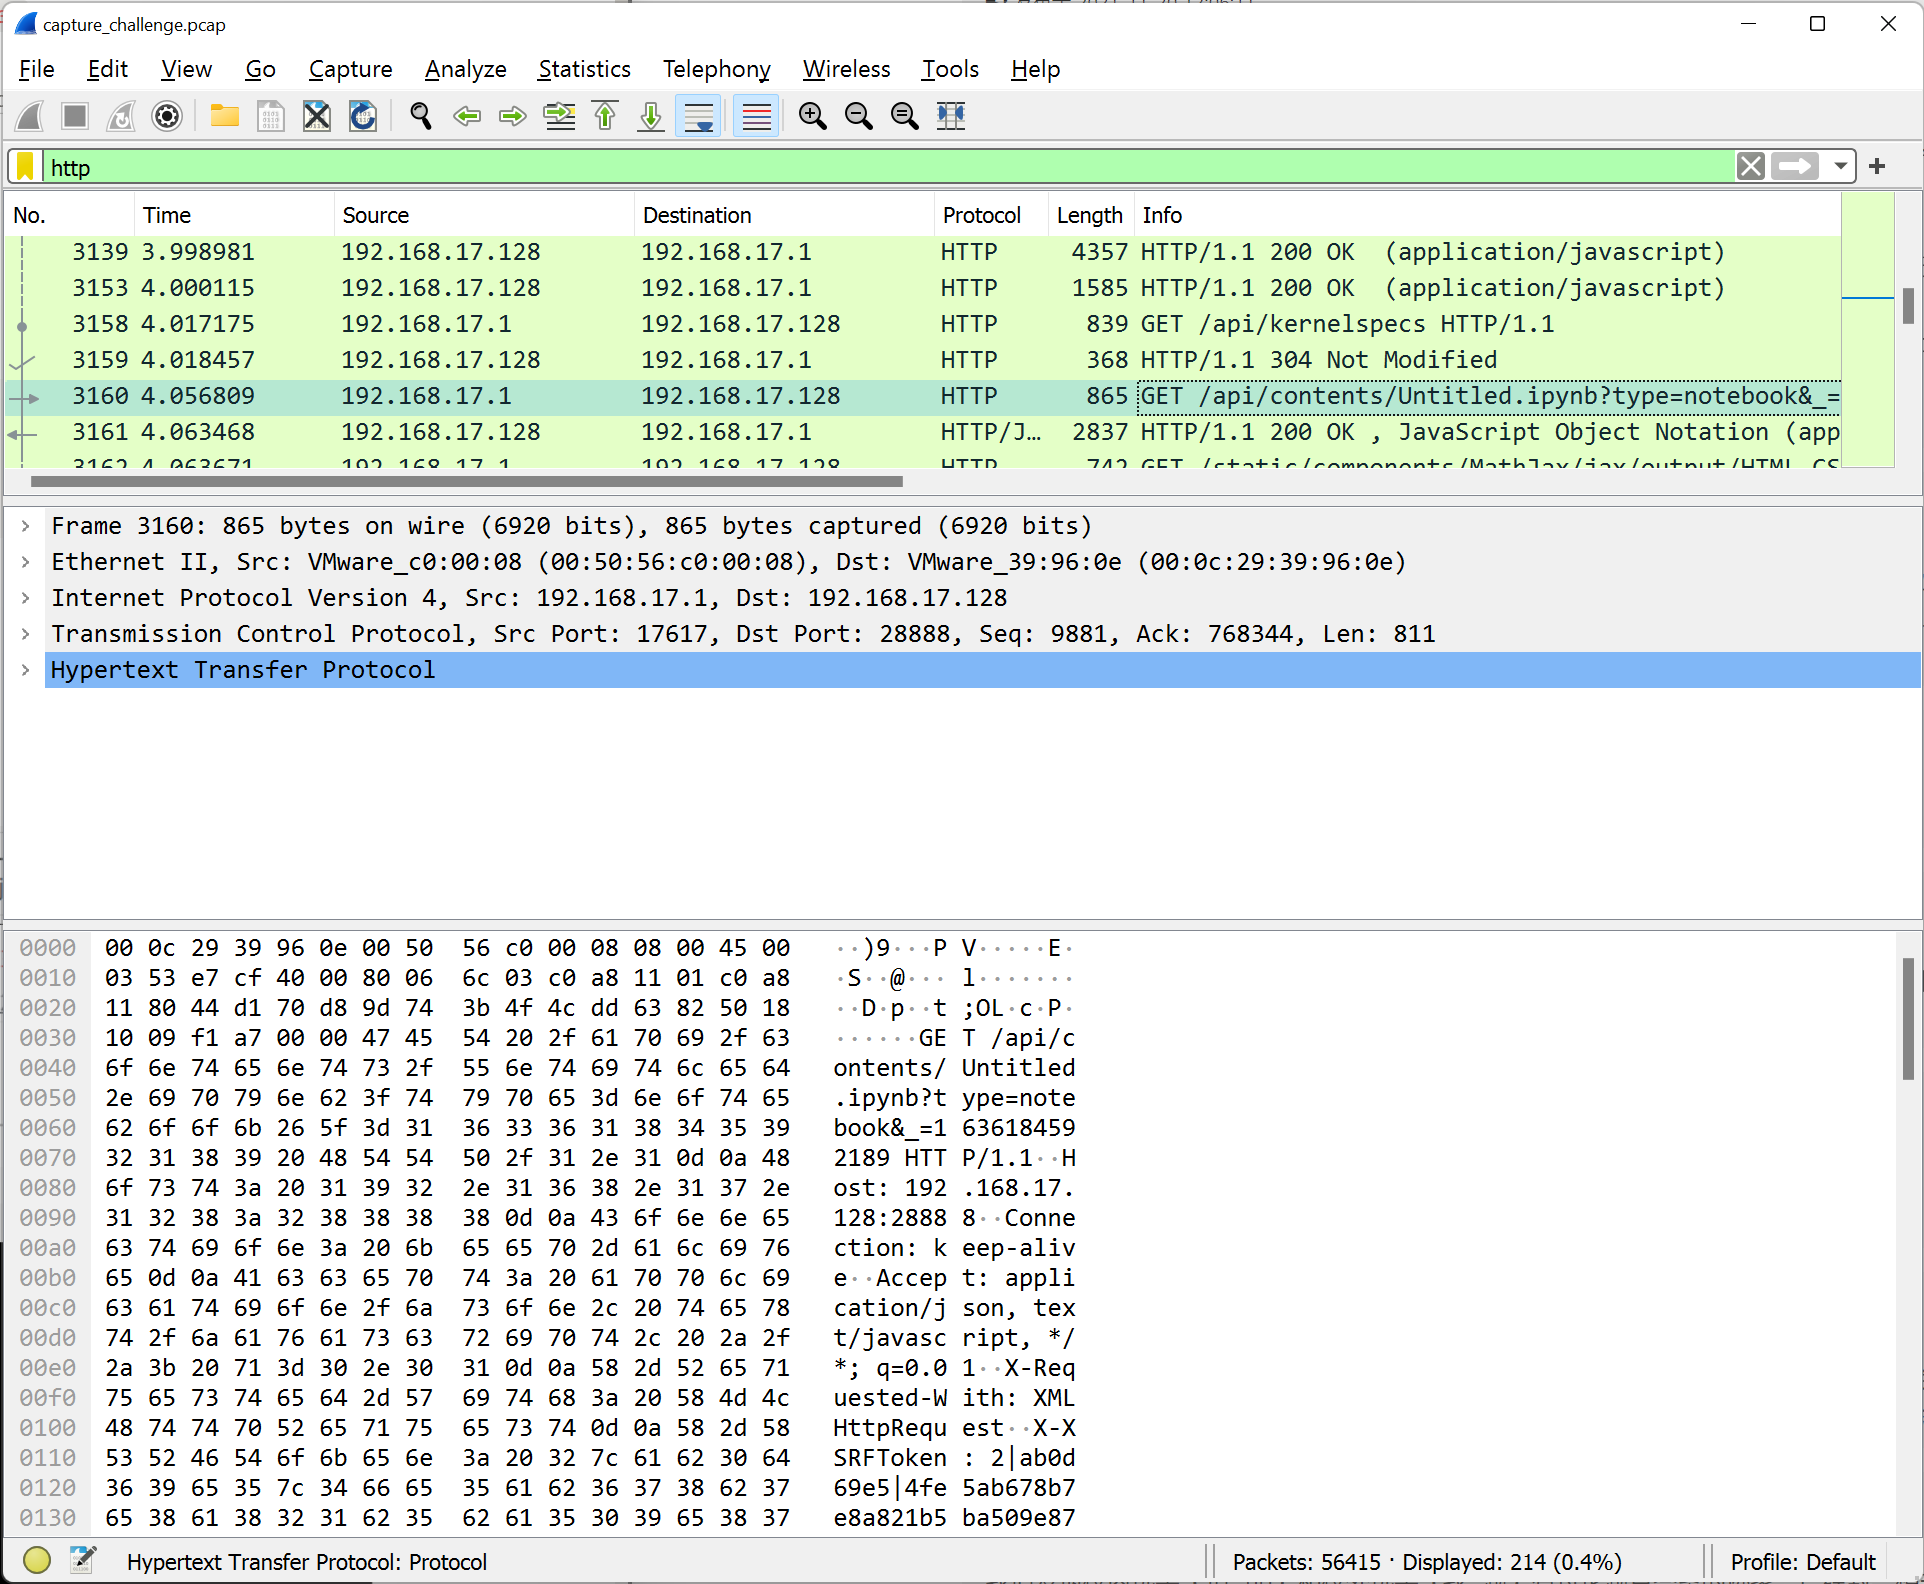 capture_challenge.pcap
File Edit View Go Capture Analyze Statistics Telephony Wireless Tools Help
http
No. Time Source Destination Protocol Length Info
3139 3.998981 192.168.17.128 192.168.17.1 HTTP 4357 HTTP/1.1 200 OK (application/javascript)
3153 4.000115 192.168.17.128 192.168.17.1 HTTP 1585 HTTP/1.1 200 OK (application/javascript)
3158 4.017175 192.168.17.1 192.168.17.128 HTTP 839 GET /api/kernelspecs HTTP/1.1
3159 4.018457 192.168.17.128 192.168.17.1 HTTP 368 HTTP/1.1 304 Not Modified
3160 4.056809 192.168.17.1 192.168.17.128 HTTP 865 GET /api/contents/Untitled.ipynb?type=notebook&_=
3161 4.063468 192.168.17.128 192.168.17.1 HTTP/J… 2837 HTTP/1.1 200 OK , JavaScript Object Notation (app
3162 4.063671 192.168.17.1 192.168.17.128 HTTP 742 GET /static/components/MathJax/jax/output/HTML-CS
Frame 3160: 865 bytes on wire (6920 bits), 865 bytes captured (6920 bits)
Ethernet II, Src: VMware_c0:00:08 (00:50:56:c0:00:08), Dst: VMware_39:96:0e (00:0c:29:39:96:0e)
Internet Protocol Version 4, Src: 192.168.17.1, Dst: 192.168.17.128
Transmission Control Protocol, Src Port: 17617, Dst Port: 28888, Seq: 9881, Ack: 768344, Len: 811
Hypertext Transfer Protocol
0000 00 0c 29 39 96 0e 00 50 56 c0 00 08 08 00 45 00 ··)9···P V·····E·
0010 03 53 e7 cf 40 00 80 06 6c 03 c0 a8 11 01 c0 a8 ·S··@··· l·······
0020 11 80 44 d1 70 d8 9d 74 3b 4f 4c dd 63 82 50 18 ··D·p··t ;OL·c·P·
0030 10 09 f1 a7 00 00 47 45 54 20 2f 61 70 69 2f 63 ······GE T /api/c
0040 6f 6e 74 65 6e 74 73 2f 55 6e 74 69 74 6c 65 64 ontents/ Untitled
0050 2e 69 70 79 6e 62 3f 74 79 70 65 3d 6e 6f 74 65 .ipynb?t ype=note
0060 62 6f 6f 6b 26 5f 3d 31 36 33 36 31 38 34 35 39 book&_=1 63618459
0070 32 31 38 39 20 48 54 54 50 2f 31 2e 31 0d 0a 48 2189 HTT P/1.1··H
0080 6f 73 74 3a 20 31 39 32 2e 31 36 38 2e 31 37 2e ost: 192 .168.17.
0090 31 32 38 3a 32 38 38 38 38 0d 0a 43 6f 6e 6e 65 128:2888 8··Conne
00a0 63 74 69 6f 6e 3a 20 6b 65 65 70 2d 61 6c 69 76 ction: k eep-aliv
00b0 65 0d 0a 41 63 63 65 70 74 3a 20 61 70 70 6c 69 e··Accep t: appli
00c0 63 61 74 69 6f 6e 2f 6a 73 6f 6e 2c 20 74 65 78 cation/j son, tex
00d0 74 2f 6a 61 76 61 73 63 72 69 70 74 2c 20 2a 2f t/javasc ript, */
00e0 2a 3b 20 71 3d 30 2e 30 31 0d 0a 58 2d 52 65 71 *; q=0.0 1··X-Req
00f0 75 65 73 74 65 64 2d 57 69 74 68 3a 20 58 4d 4c uested-W ith: XML
0100 48 74 74 70 52 65 71 75 65 73 74 0d 0a 58 2d 58 HttpRequ est··X-X
0110 53 52 46 54 6f 6b 65 6e 3a 20 32 7c 61 62 30 64 SRFToken : 2|ab0d
0120 36 39 65 35 7c 34 66 65 35 61 62 36 37 38 62 37 69e5|4fe 5ab678b7
0130 65 38 61 38 32 31 62 35 62 61 35 30 39 65 38 37 e8a821b5 ba509e87
Hypertext Transfer Protocol: Protocol Packets: 56415 · Displayed: 214 (0.4%) Profile: Default